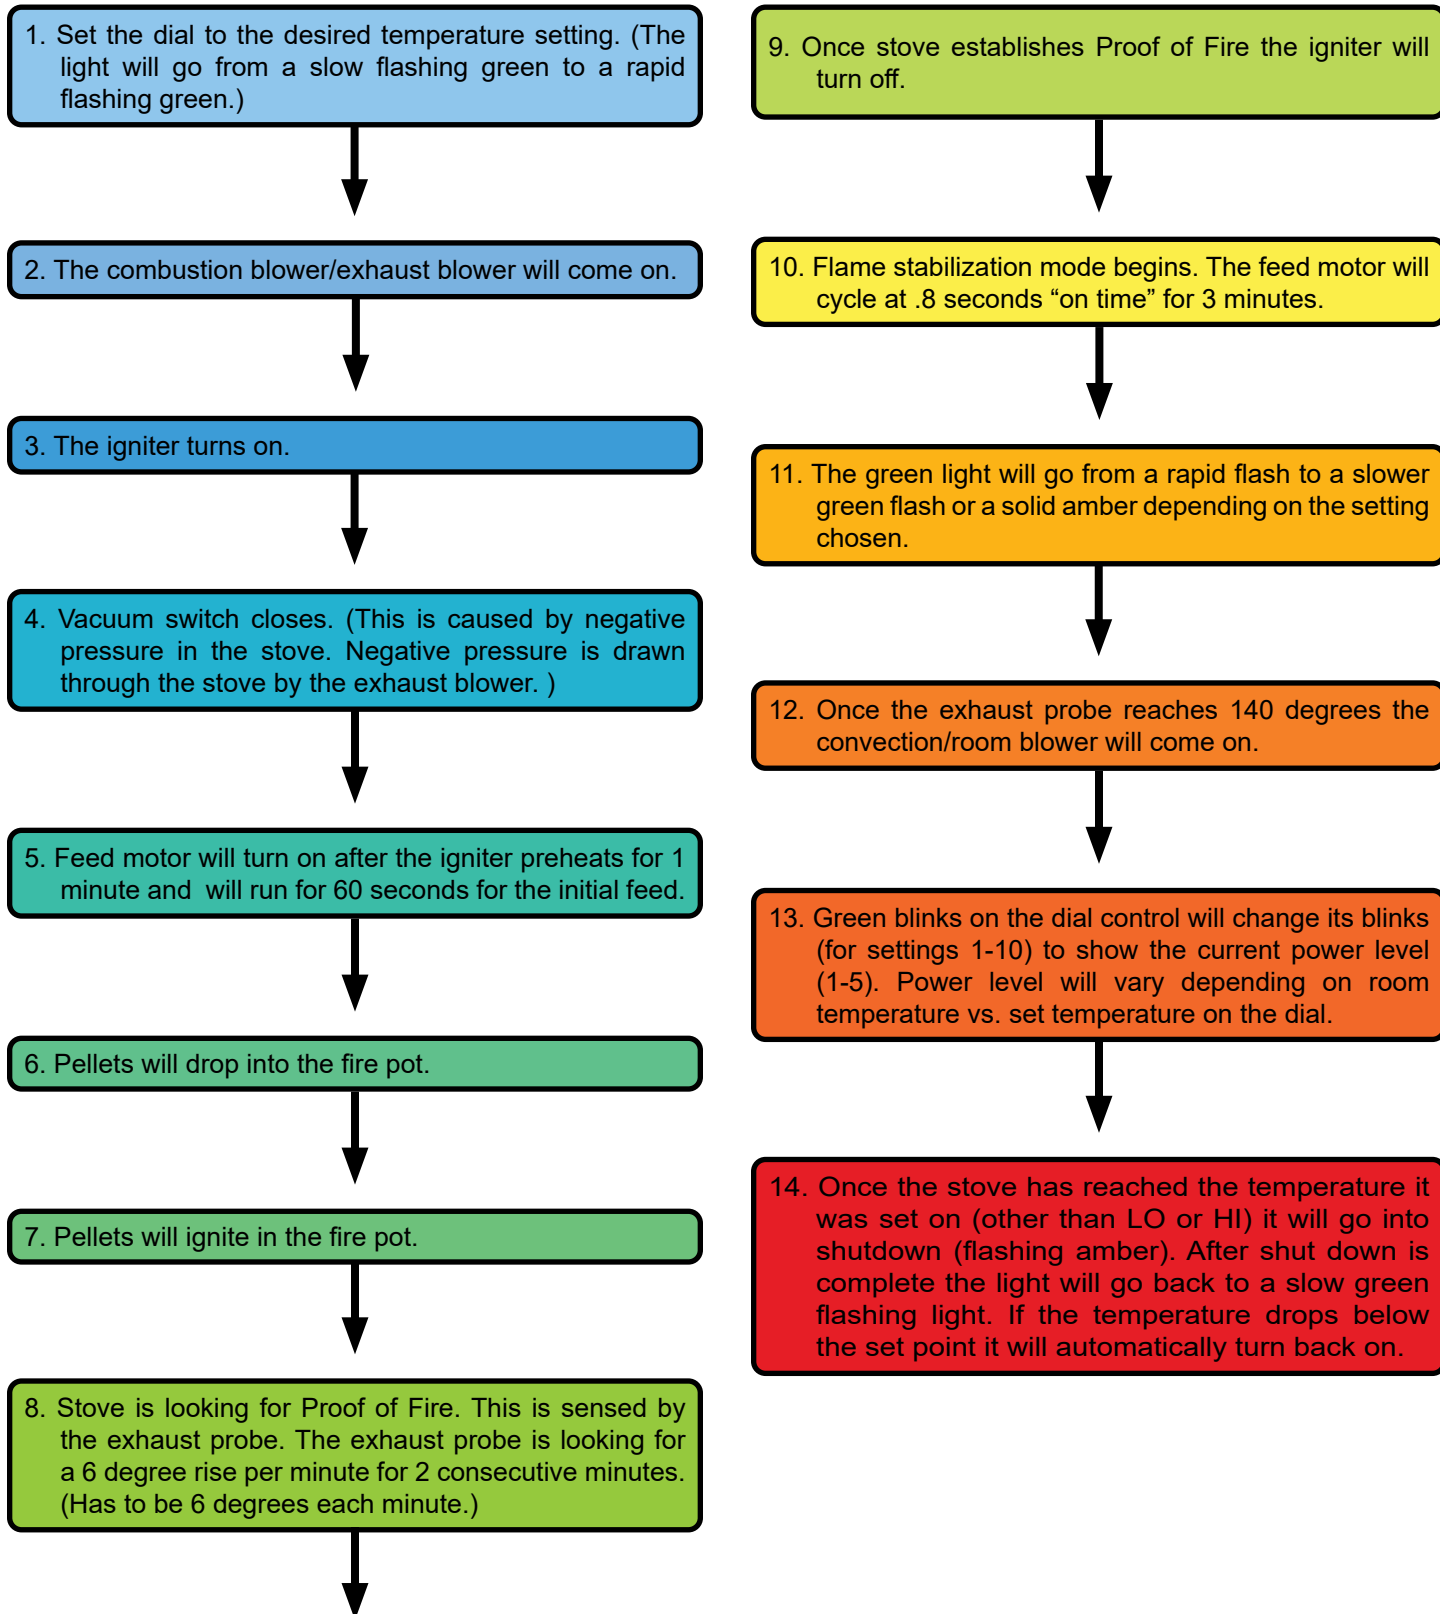 1. Set the dial to the desired temperature setting. (The
light will go from a slow flashing green to a rapid
flashing green.)
2. The combustion blower/exhaust blower will come on.
3. The igniter turns on.
4. Vacuum switch closes. (This is caused by negative
pressure in the stove. Negative pressure is drawn
through the stove by the exhaust blower. )
5. Feed motor will turn on after the igniter preheats for 1
minute and will run for 60 seconds for the initial feed.
6. Pellets will drop into the fire pot.
7. Pellets will ignite in the fire pot.
8. Stove is looking for Proof of Fire. This is sensed by
the exhaust probe. The exhaust probe is looking for
a 6 degree rise per minute for 2 consecutive minutes.
(Has to be 6 degrees each minute.)
9. Once stove establishes Proof of Fire the igniter will
turn off.
10. Flame stabilization mode begins. The feed motor will
cycle at .8 seconds “on time” for 3 minutes.
11. The green light will go from a rapid flash to a slower
green flash or a solid amber depending on the setting
chosen.
12. Once the exhaust probe reaches 140 degrees the
convection/room blower will come on.
13. Green blinks on the dial control will change its blinks
(for settings 1-10) to show the current power level
(1-5). Power level will vary depending on room
temperature vs. set temperature on the dial.
14. Once the stove has reached the temperature it
was set on (other than LO or HI) it will go into
shutdown (flashing amber). After shut down is
complete the light will go back to a slow green
flashing light. If the temperature drops below
the set point it will automatically turn back on.